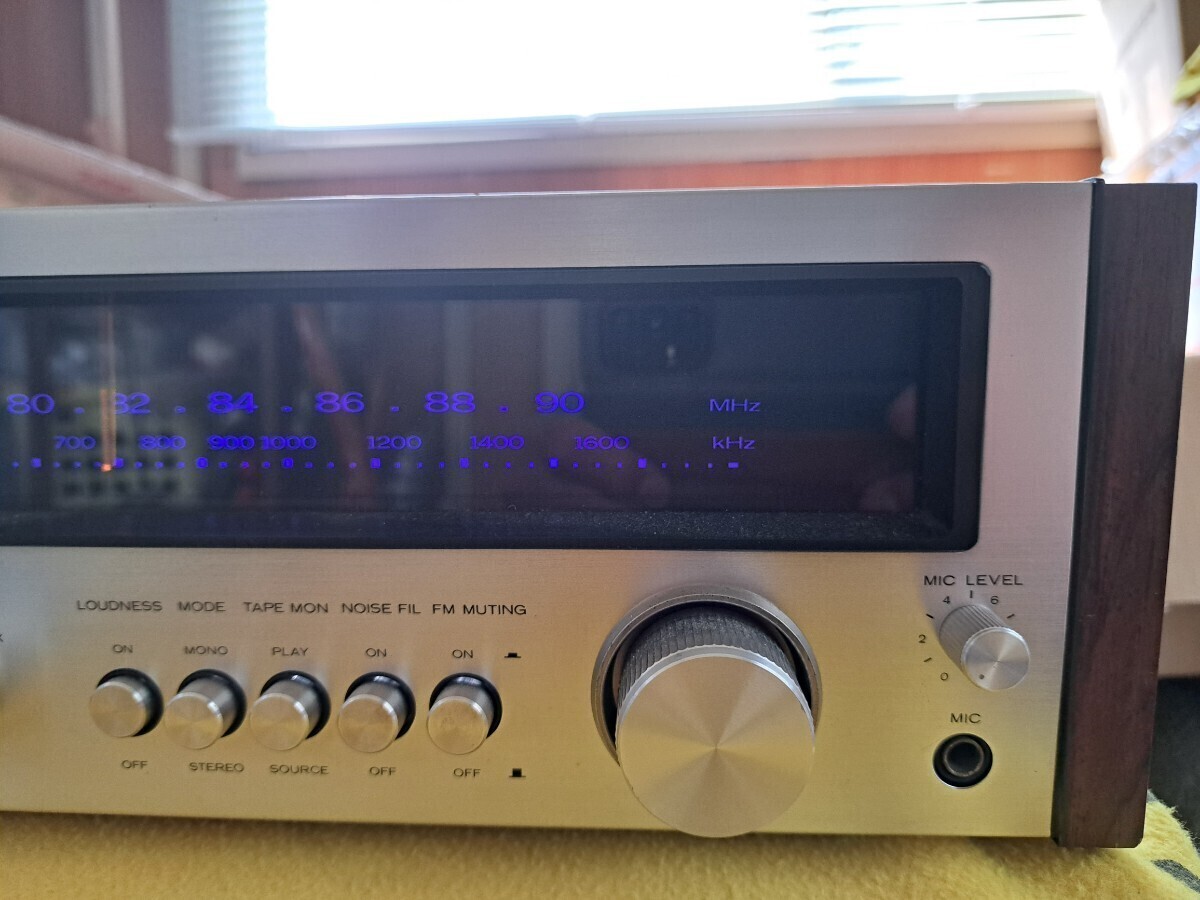 80 82 84 86 88 90 MHz
700 800 900 1000 1200 1400 1600 kHz
MIC LEVEL
4 6
2
0
LOUDNESS MODE TAPE MON NOISE FIL FM MUTING
ON MONO PLAY ON ON
OFF STEREO SOURCE OFF OFF
MIC